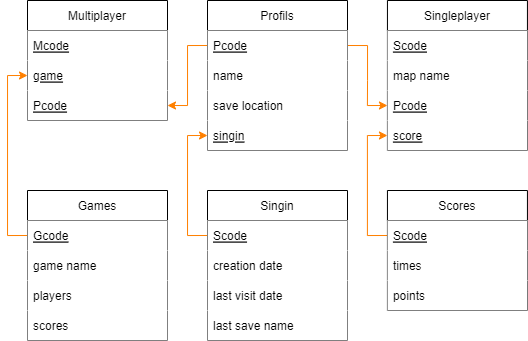 Multiplayer
Mcode
game
Pcode
Profils
Pcode
name
save location
singin
Singleplayer
Scode
map name
Pcode
score
Games
Gcode
game name
players
scores
Singin
Scode
creation date
last visit date
last save name
Scores
Scode
times
points